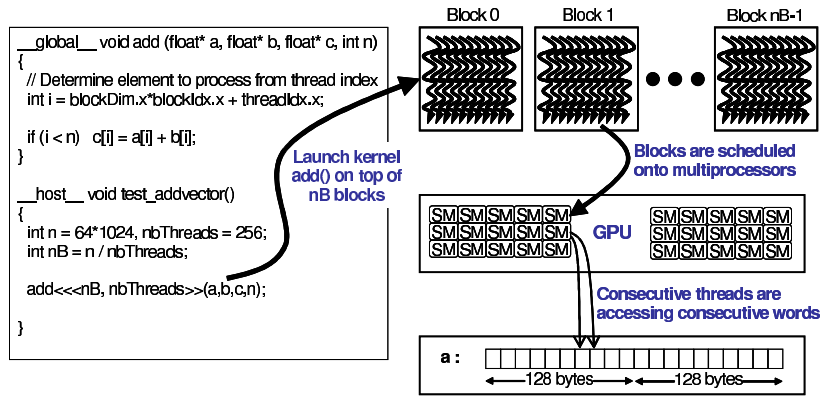 __global__ void add (float* a, float* b, float* c, int n)
{
// Determine element to process from thread index
int i = blockDim.x*blockIdx.x + threadIdx.x;
if (i < n) c[i] = a[i] + b[i];
}
__host__ void test_addvector()
{
int n = 64*1024, nbThreads = 256;
int nB = n / nbThreads;
add<<<nB, nbThreads>>(a,b,c,n);
}
Launch kernel
add() on top of
nB blocks
Block 0 Block 1 Block nB-1
Blocks are scheduled
onto multiprocessors
SM SM SM SM SM SM SM SM SM SM
SM SM SM SM SM GPU SM SM SM SM SM
SM SM SM SM SM SM SM SM SM SM
Consecutive threads are
accessing consecutive words
a :
128 bytes 128 bytes